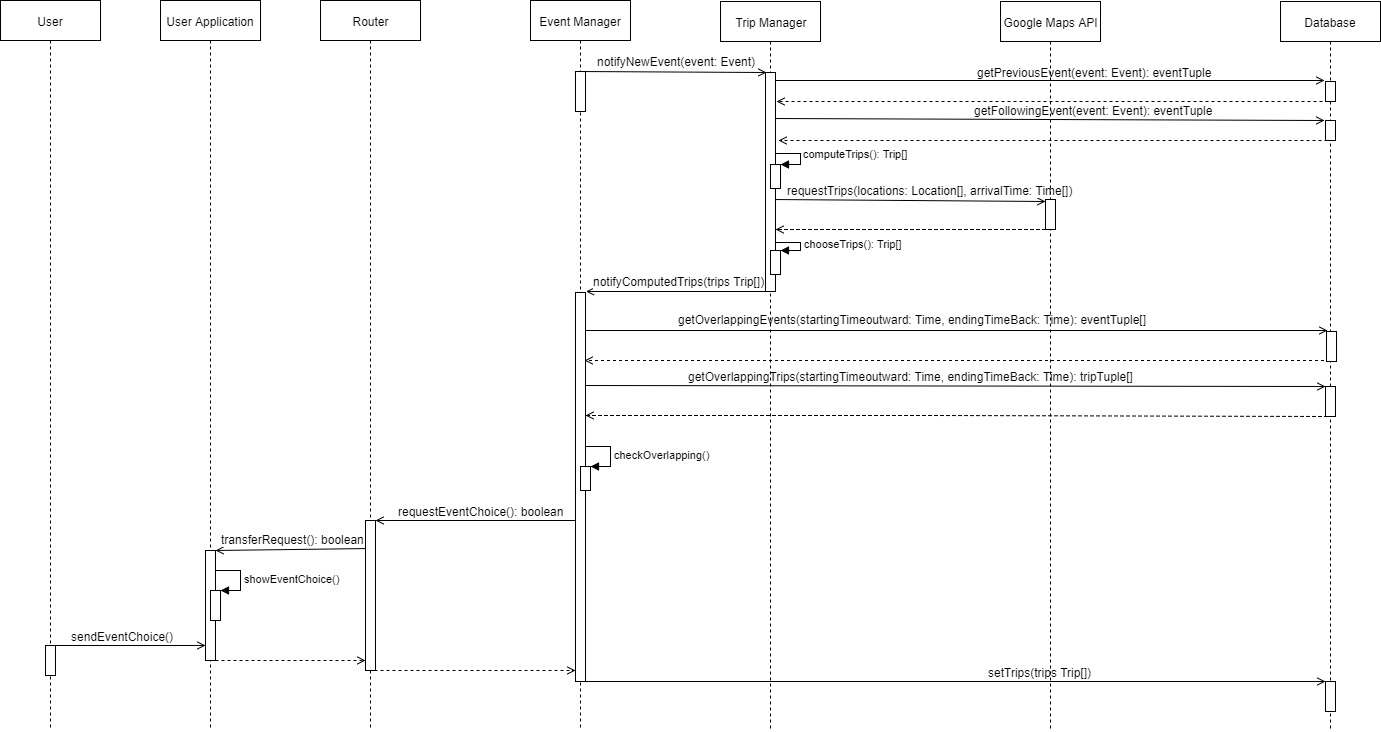 User
User Application
Router
Event Manager
Trip Manager
Google Maps API
Database
notifyNewEvent(event: Event)
getPreviousEvent(event: Event): eventTuple
getFollowingEvent(event: Event): eventTuple
computeTrips(): Trip[]
requestTrips(locations: Location[], arrivalTime: Time[])
chooseTrips(): Trip[]
notifyComputedTrips(trips Trip[])
getOverlappingEvents(startingTimeoutward: Time, endingTimeBack: Time): eventTuple[]
getOverlappingTrips(startingTimeoutward: Time, endingTimeBack: Time): tripTuple[]
checkOverlapping()
requestEventChoice(): boolean
transferRequest(): boolean
showEventChoice()
sendEventChoice()
setTrips(trips Trip[])